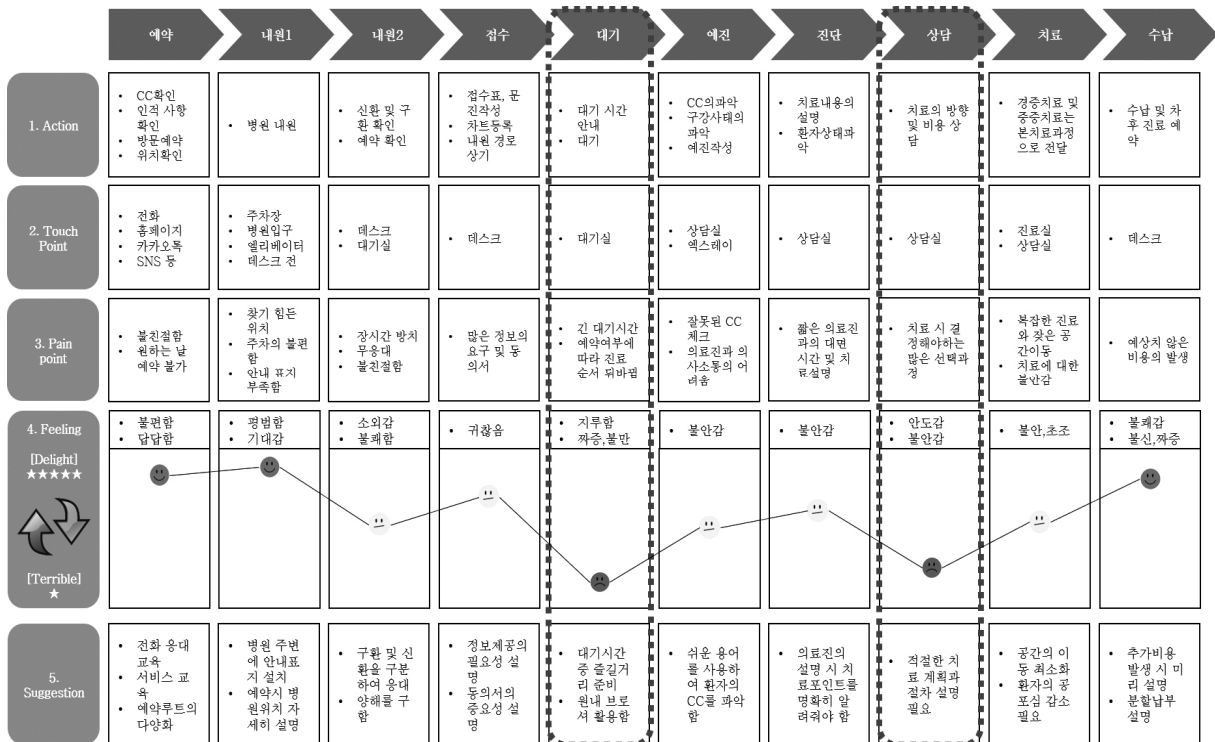 예약
내원1
내원2
접수
대기
예진
진단
상담
치료
수납
1. Action
• CC확인
• 인적 사항
확인
• 방문예약
• 위치확인
• 병원 내원
• 신환 및 구
환 확인
• 예약 확인
• 접수표, 문
진작성
• 차트등록
• 내원 경로
상기
• 대기 시간
안내
• 대기
• CC의파악
• 구강사태의
파악
• 예진작성
• 치료내용의
설명
• 환자상태파
악
• 치료의 방향
및 비용 상
담
• 경증치료 및
중증치료는
본치료과정
으로 전달
• 수납 및 차
후 진료 예
약
2. Touch
Point
• 전화
• 홈페이지
• 카카오톡
• SNS 등
• 주차장
• 병원입구
• 엘리베이터
• 데스크 전
• 데스크
• 대기실
• 데스크
• 대기실
• 상담실
• 엑스레이
• 상담실
• 상담실
• 진료실
• 상담실
• 데스크
3. Pain
point
• 불친절함
• 원하는 날
예약 불가
• 찾기 힘든
위치
• 주차의 불편
함
• 안내 표지
부족함
• 장시간 방치
• 무응대
• 불친절함
• 많은 정보의
요구 및 동
의서
• 긴 대기시간
• 예약여부에
따라 진료
순서 뒤바뀜
• 잘못된 CC
체크
• 의료진과 의
사소통의 어
려움
• 짧은 의료진
과의 대면
시간 및 치
료설명
• 치료 시 결
정해야하는
많은 선택과
정
• 복잡한 진료
와 잦은 공
간이동
• 치료에 대한
불안감
• 예상치 않은
비용의 발생
4. Feeling
[Delight]
★★★★★
[Terrible]
★
• 불편함
• 답답함
• 평범함
• 기대감
• 소외감
• 불쾌함
• 귀찮음
• 지루함
• 짜증,불만
• 불안감
• 불안감
• 안도감
• 불안감
• 불안,초조
• 불쾌감
• 불신,짜증
5.
Suggestion
• 전화 응대
교육
• 서비스 교
육
• 예약루트의
다양화
• 병원 주변
에 안내표
지 설치
• 예약시 병
원위치 자
세히 설명
• 구환 및 신
환을 구분
하여 응대
• 양해를 구
함
• 정보제공의
필요성 설
명
• 동의서의
중요성 설
명
• 대기시간
중 즐길거
리 준비
• 원내 브로
셔 활용함
• 쉬운 용어
를 사용하
여 환자의
CC를 파악
함
• 의료진의
설명 시 치
료포인트를
명확히 알
려줘야 함
• 적절한 치
료 계획과
절차 설명
필요
• 공간의 이
동 최소화
• 환자의 공
포심 감소
필요
• 추가비용
발생 시 미
리 설명
• 분할납부
설명